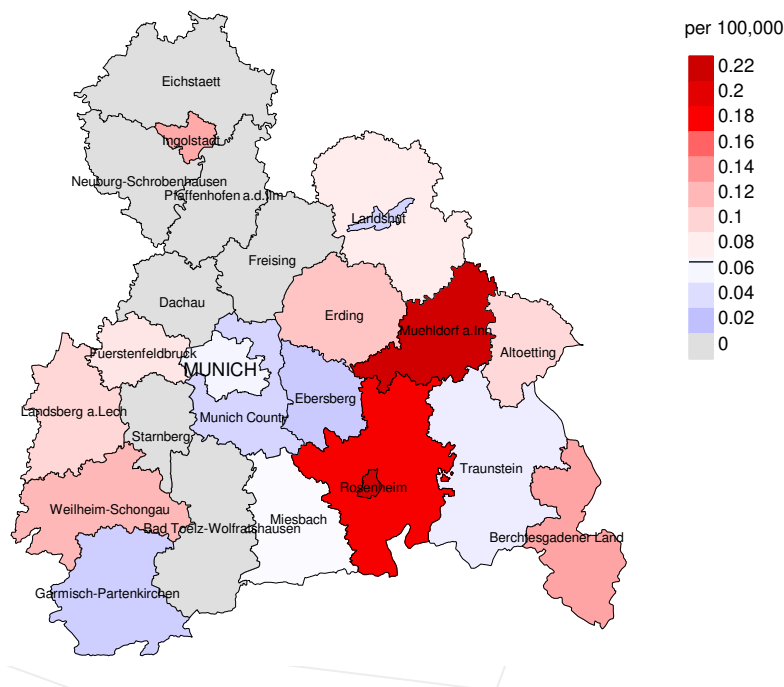 per 100,000
0.22
0.2
0.18
0.16
0.14
0.12
0.1
0.08
0.06
0.04
0.02
0
Eichstaett
Ingolstadt
Neuburg-Schrobenhausen
Pfaffenhofen a.d.Ilm
Landshut
Freising
Dachau
Erding
Muehldorf a.Inn
Fuerstenfeldbruck
Altoetting
MUNICH
Ebersberg
Landsberg a.Lech
Munich County
Starnberg
Traunstein
Rosenheim
Weilheim-Schongau
Miesbach
Bad Toelz-Wolfratshausen
Berchtesgadener Land
Garmisch-Partenkirchen